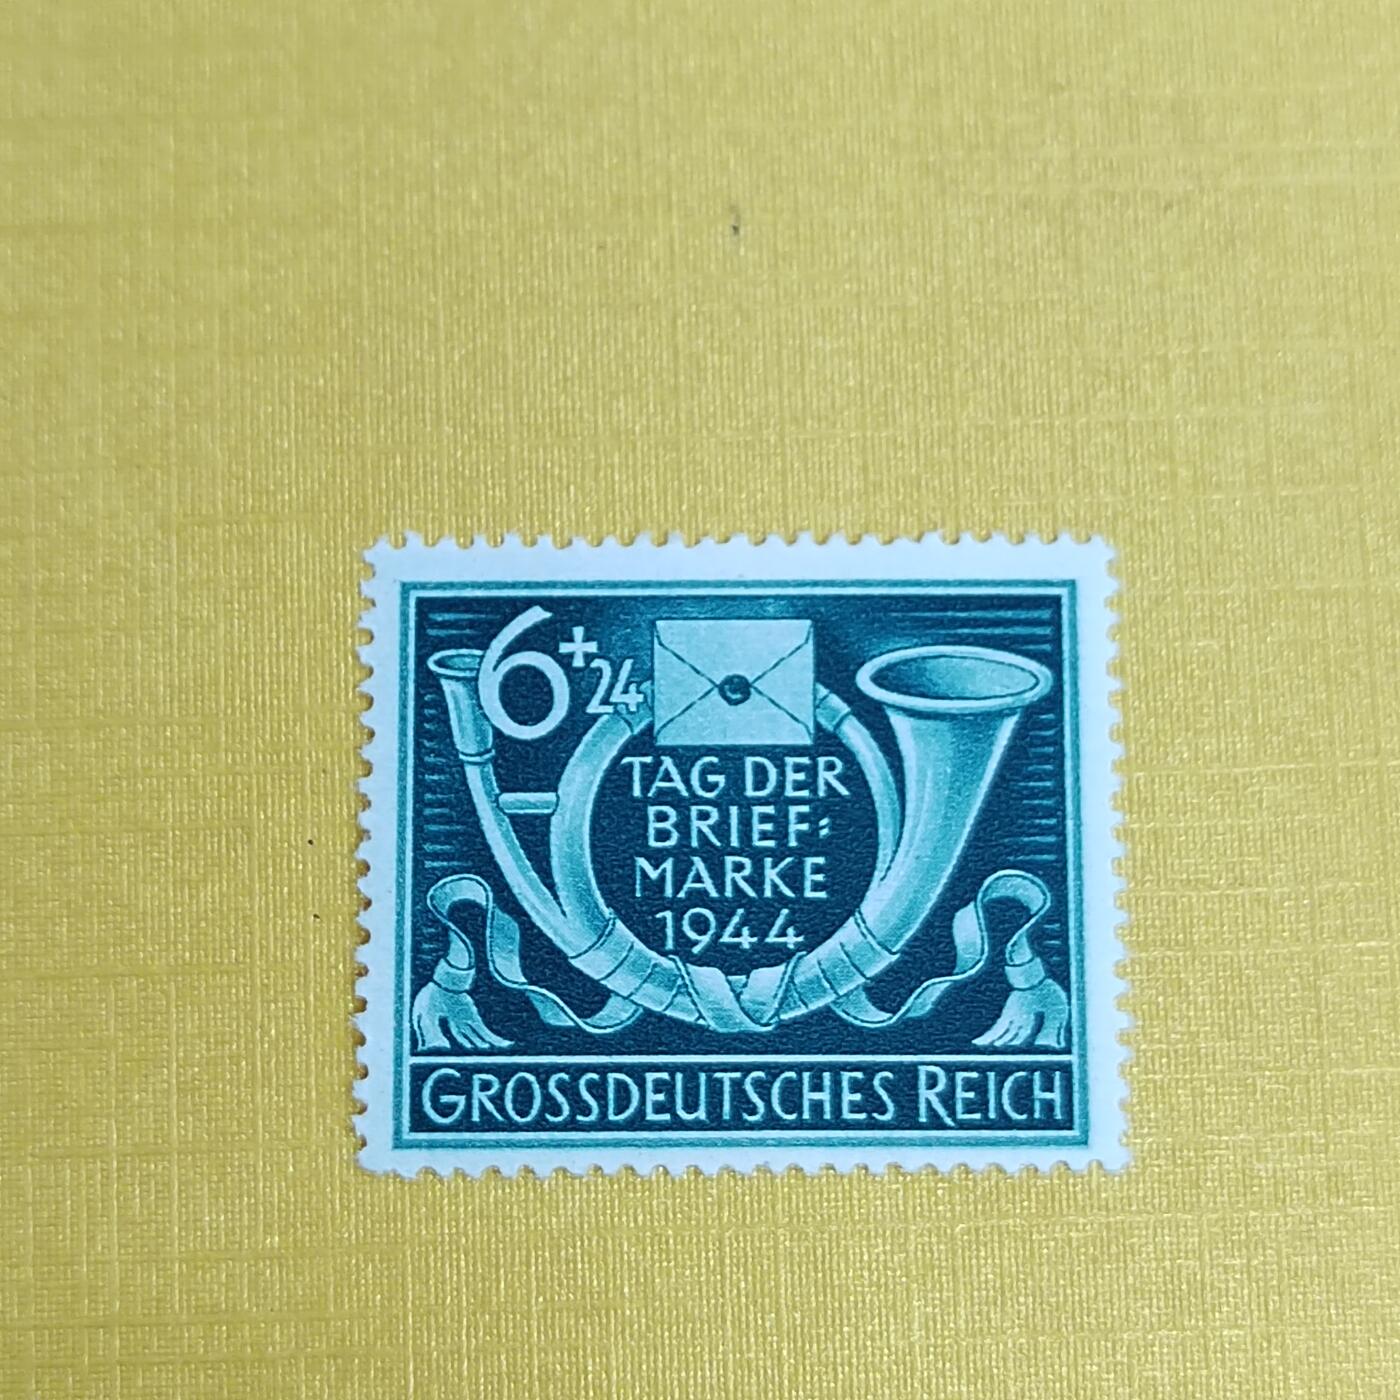 6+24
TAG DER
BRIEF=
MARKE
1944
GROSSDEUTSCHES REICH